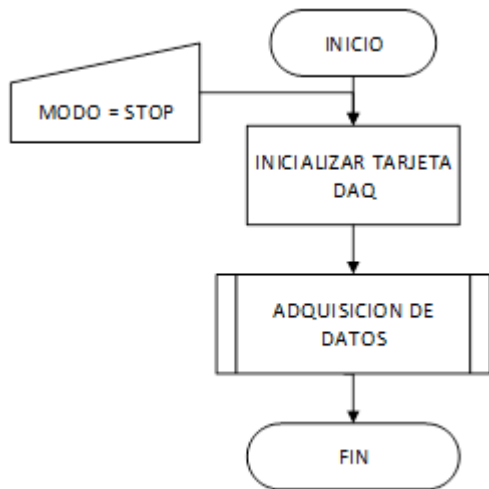 INICIO
MODO = STOP
INICIALIZAR TARJETA
DAQ
ADQUISICION DE
DATOS
FIN